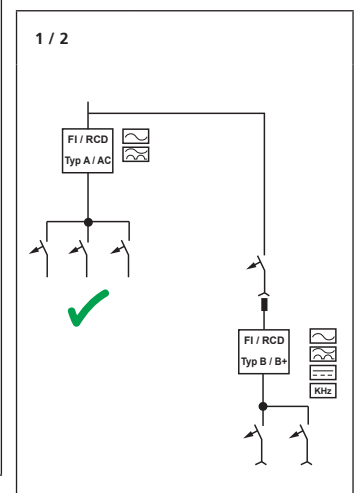 1 / 2
FI / RCD
Typ A / AC
FI / RCD
Typ B / B+
KHz